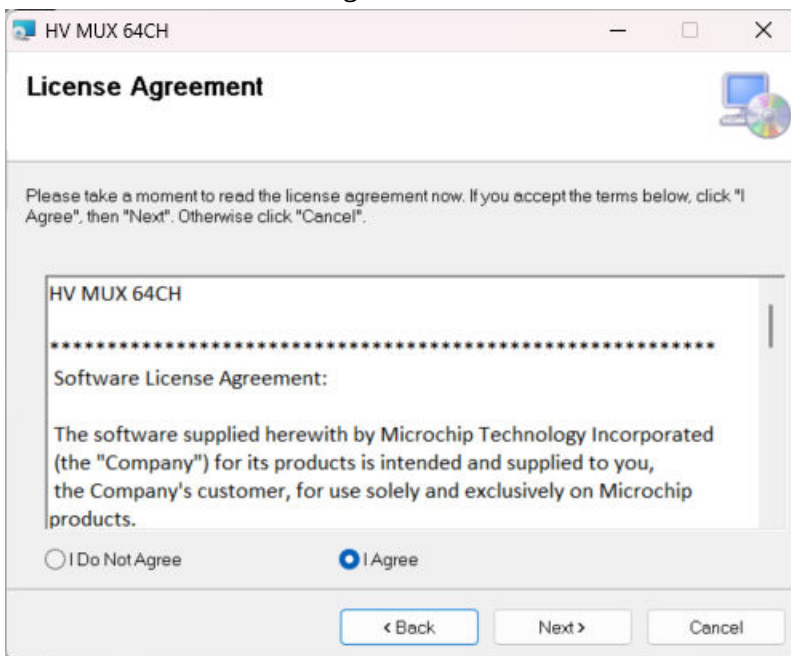 HV MUX 64CH
License Agreement
Please take a moment to read the license agreement now. If you accept the terms below, click "I
Agree", then "Next". Otherwise click "Cancel".
HV MUX 64CH
************************************************************
Software License Agreement:
The software supplied herewith by Microchip Technology Incorporated
(the "Company") for its products is intended and supplied to you,
the Company's customer, for use solely and exclusively on Microchip
products.
I Do Not Agree
I Agree
< Back
Next >
Cancel